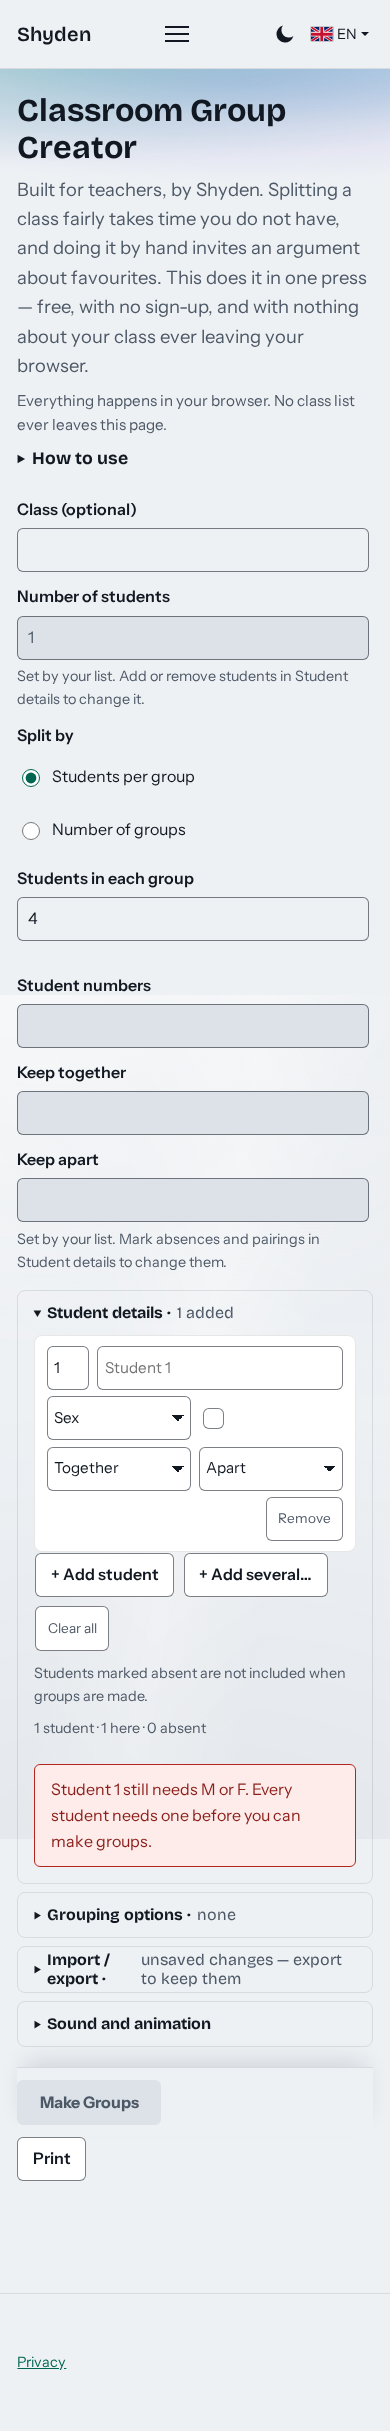 Shyden
EN
Classroom Group
Creator
Built for teachers, by Shyden. Splitting a
class fairly takes time you do not have,
and doing it by hand invites an argument
about favourites. This does it in one press
— free, with no sign-up, and with nothing
about your class ever leaving your
browser.
Everything happens in your browser. No class list
ever leaves this page.
How to use
Class (optional)
Number of students
1
Set by your list. Add or remove students in Student
details to change it.
Split by
Students per group
Number of groups
Students in each group
4
Student numbers
Keep together
Keep apart
Set by your list. Mark absences and pairings in
Student details to change them.
Student details · 1 added
1 Student 1
Sex
Together Apart
Remove
+ Add student + Add several...
Clear all
Students marked absent are not included when
groups are made.
1 student · 1 here · 0 absent
Student 1 still needs M or F. Every
student needs one before you can
make groups.
Grouping options · none
Import / export · unsaved changes — export to keep them
Sound and animation
Make Groups
Print
Privacy